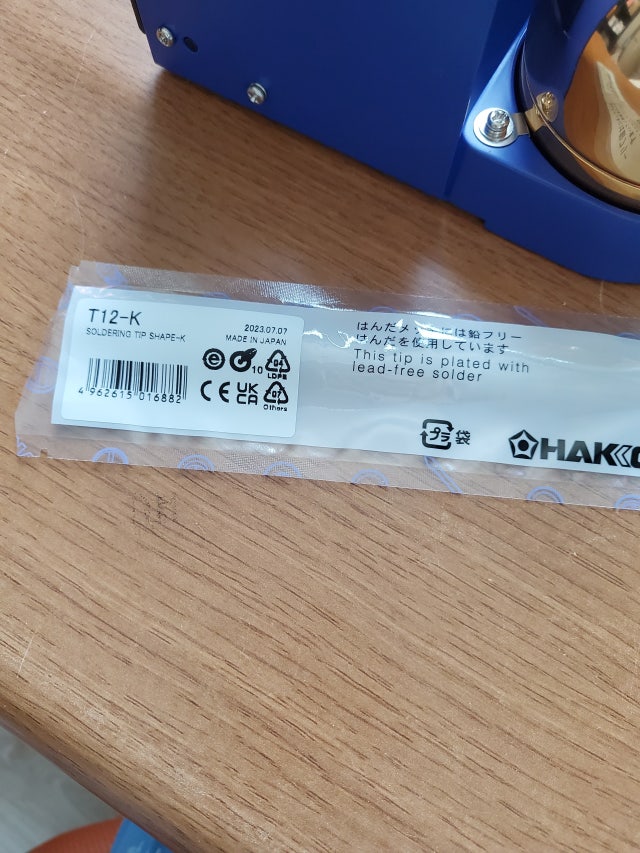 T12-K
SOLDERING TIP SHAPE-K
2023.07.07
MADE IN JAPAN
e
10
04
LDPE
4 962615 016882
CE
UK
CA
07
Others
はんだメッキには鉛フリー
はんだを使用しています
This tip is plated with
lead-free solder
プラ 袋
HAKKO